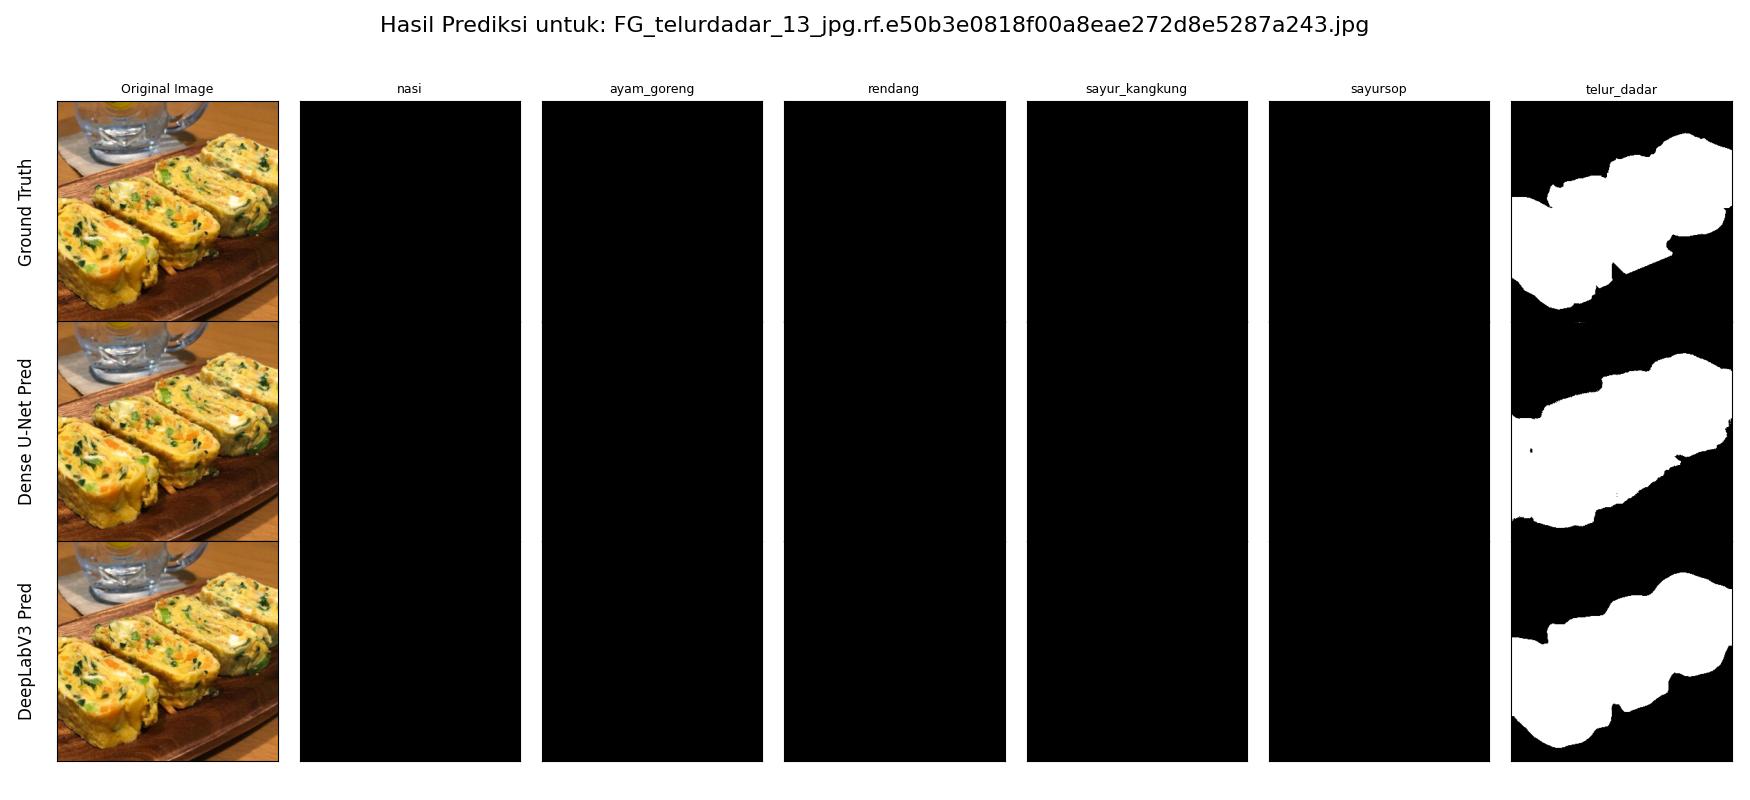 Hasil Prediksi untuk: FG_telurdadar_13_jpg.rf.e50b3e0818f00a8eae272d8e5287a243.jpg
Original Image nasi ayam_goreng rendang sayur_kangkung sayursop telur_dadar
Ground Truth
Dense U-Net Pred
DeepLabV3 Pred